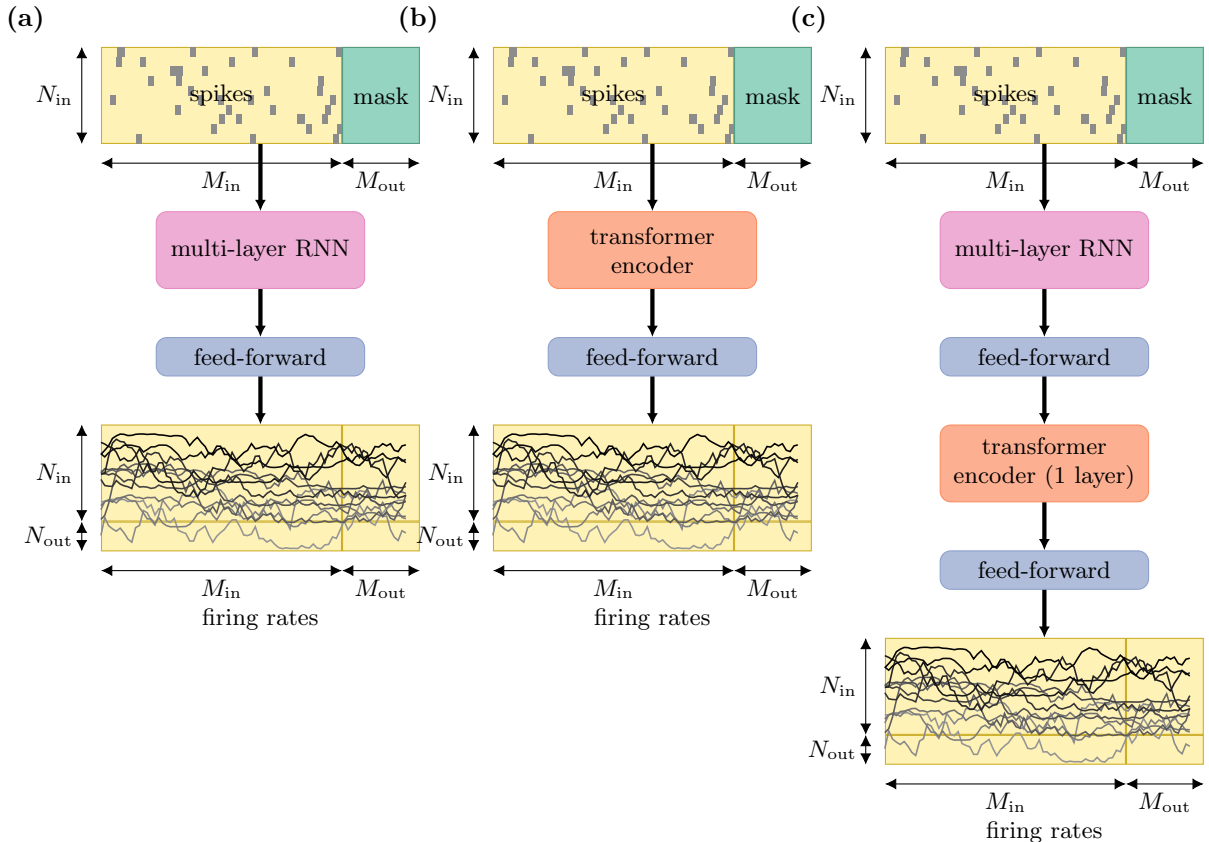 (a)
N_in
spikes
mask
M_in
M_out
multi-layer RNN
feed-forward
N_in
N_out
M_in
M_out
firing rates
(b)
N_in
spikes
mask
M_in
M_out
transformer
encoder
feed-forward
N_in
N_out
M_in
M_out
firing rates
(c)
N_in
spikes
mask
M_in
M_out
multi-layer RNN
feed-forward
transformer
encoder (1 layer)
feed-forward
N_in
N_out
M_in
M_out
firing rates